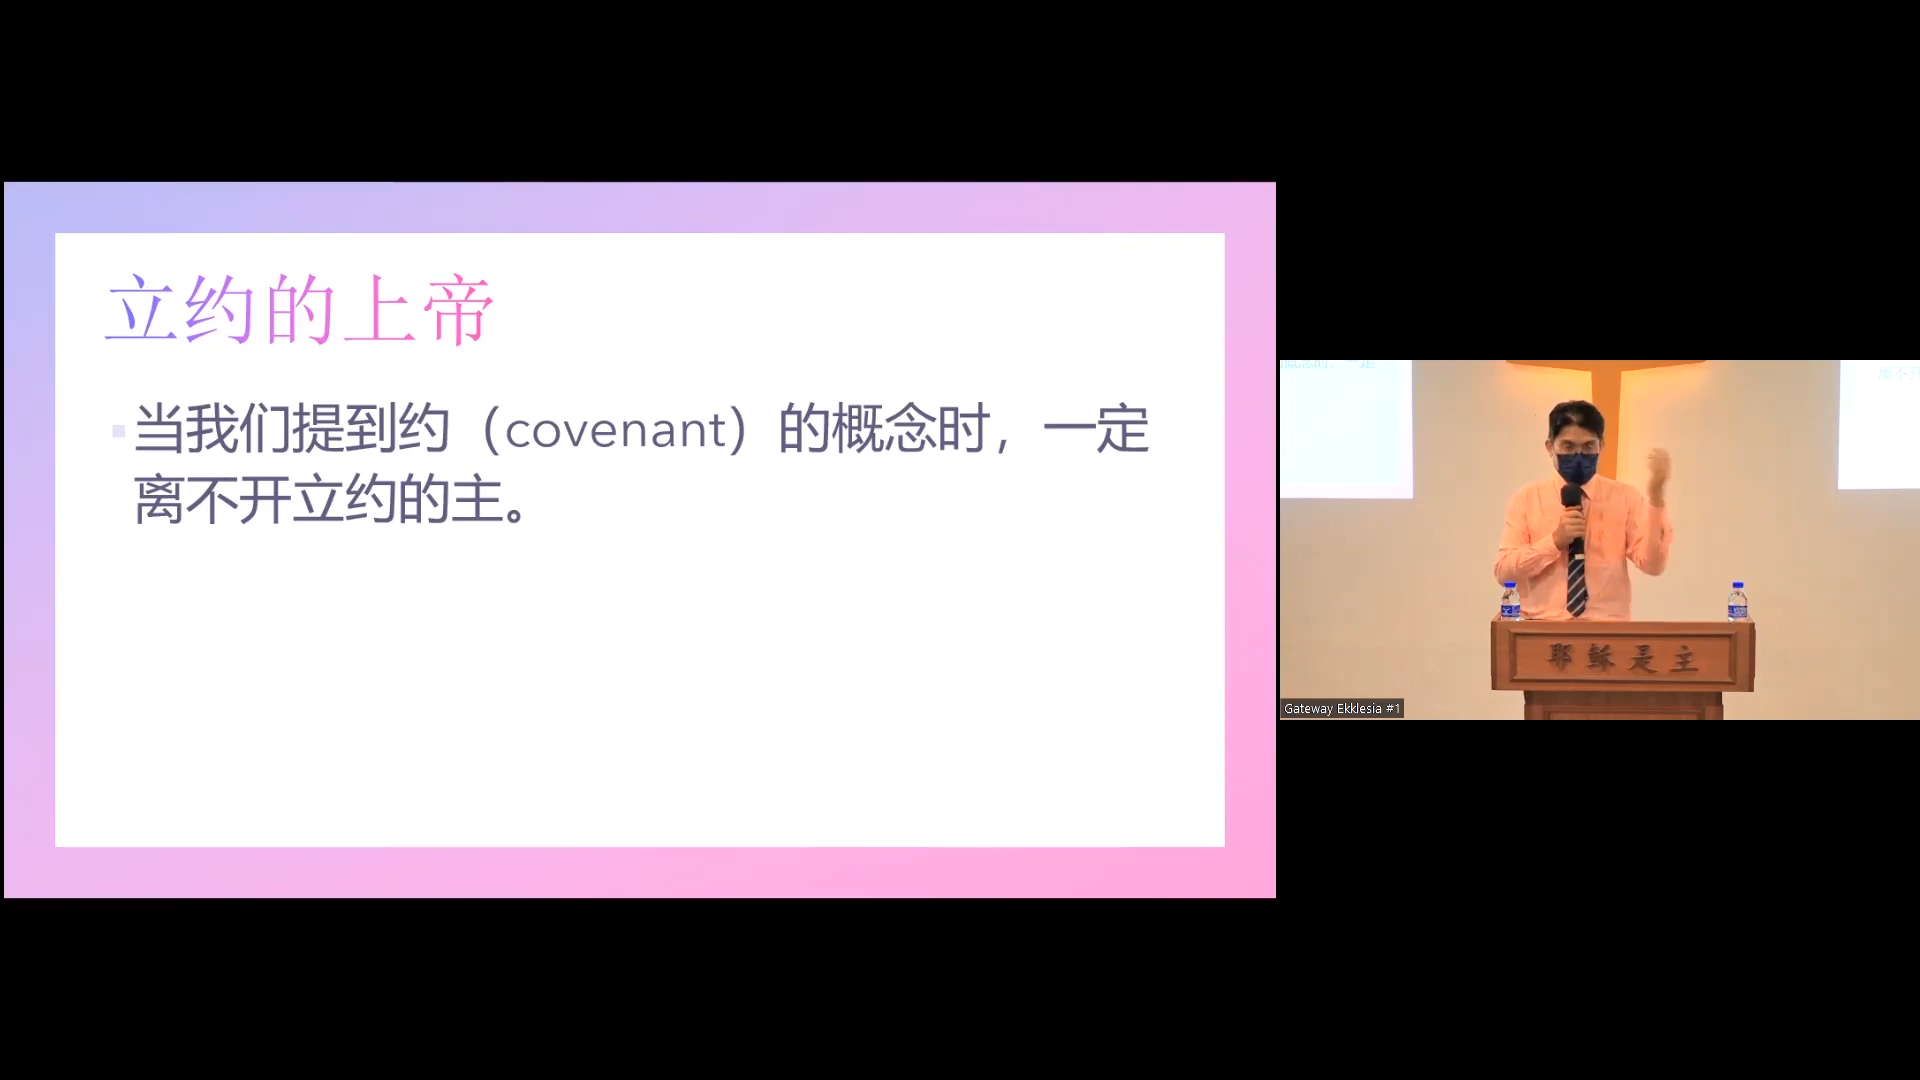 立约的上帝
当我们提到约（covenant）的概念时，一定
离不开立约的主。
耶稣是主
Gateway Ekklesia #1